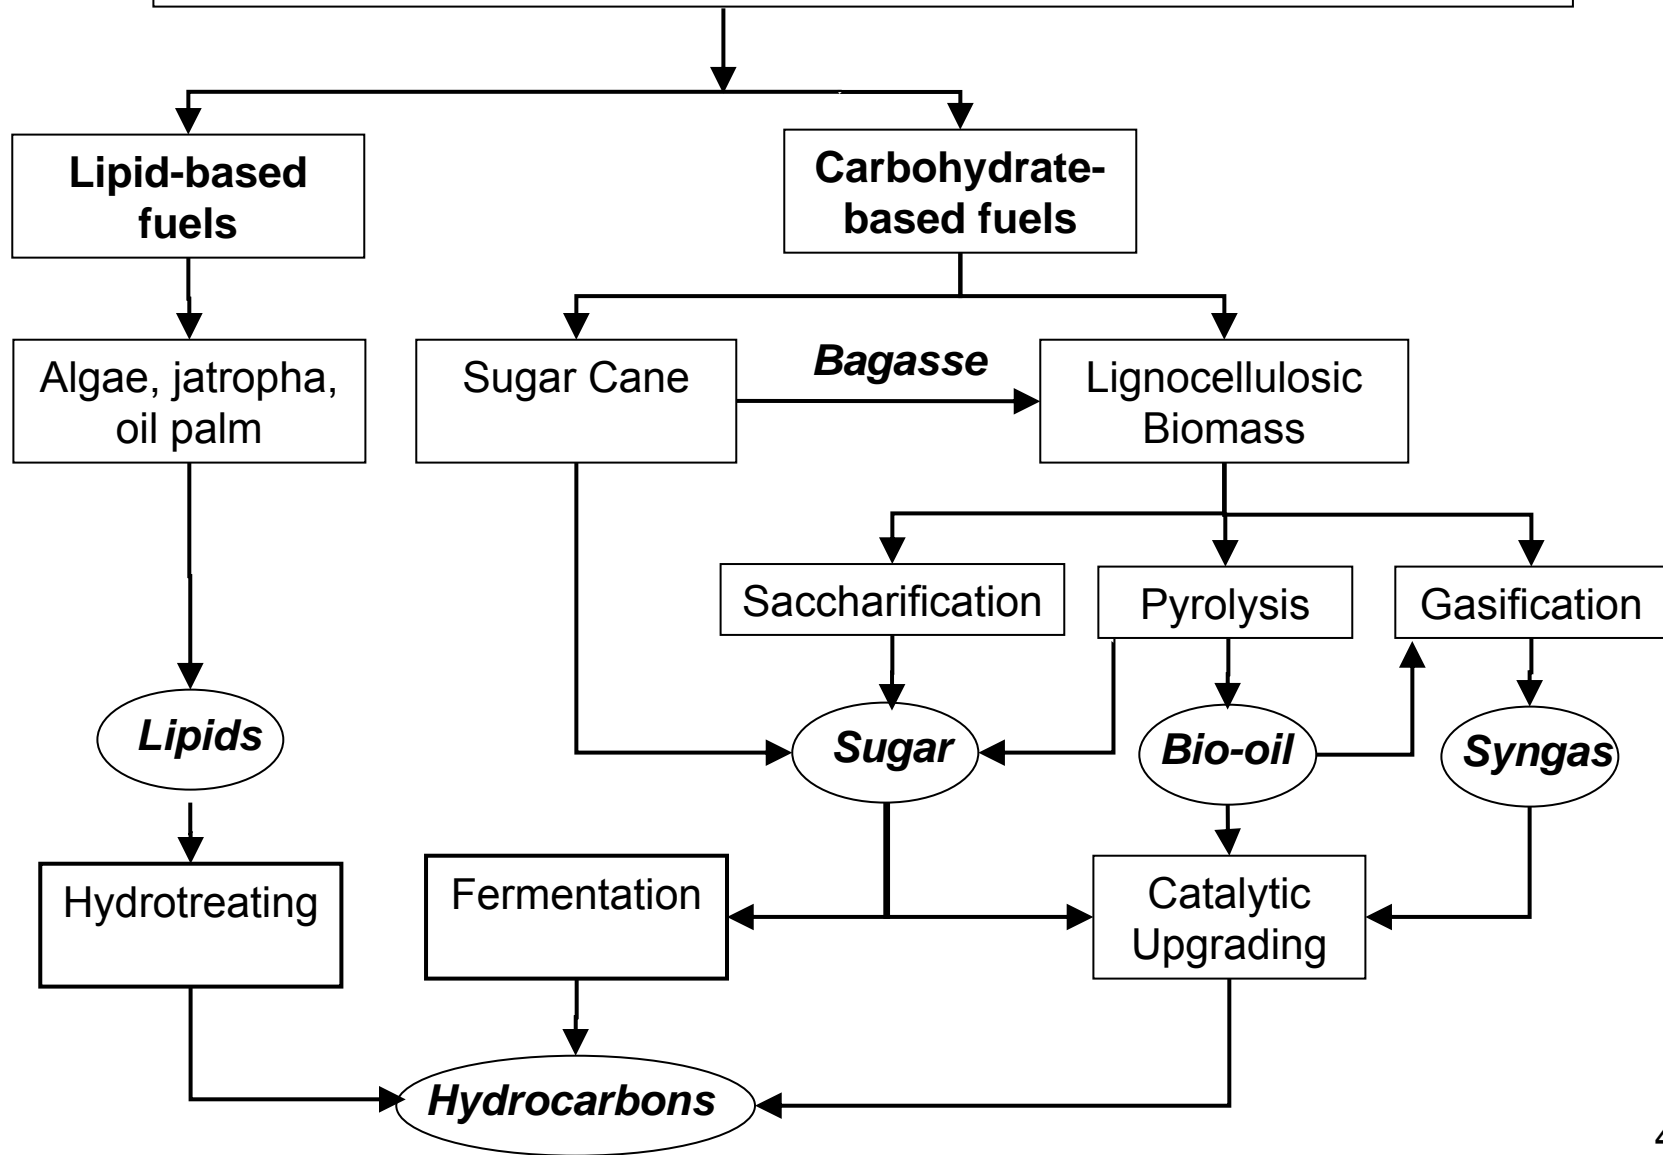 Lipid-based
fuels
Carbohydrate-
based fuels
Algae, jatropha,
oil palm
Sugar Cane
Bagasse
Lignocellulosic
Biomass
Saccharification
Pyrolysis
Gasification
Lipids
Sugar
Bio-oil
Syngas
Hydrotreating
Fermentation
Catalytic
Upgrading
Hydrocarbons